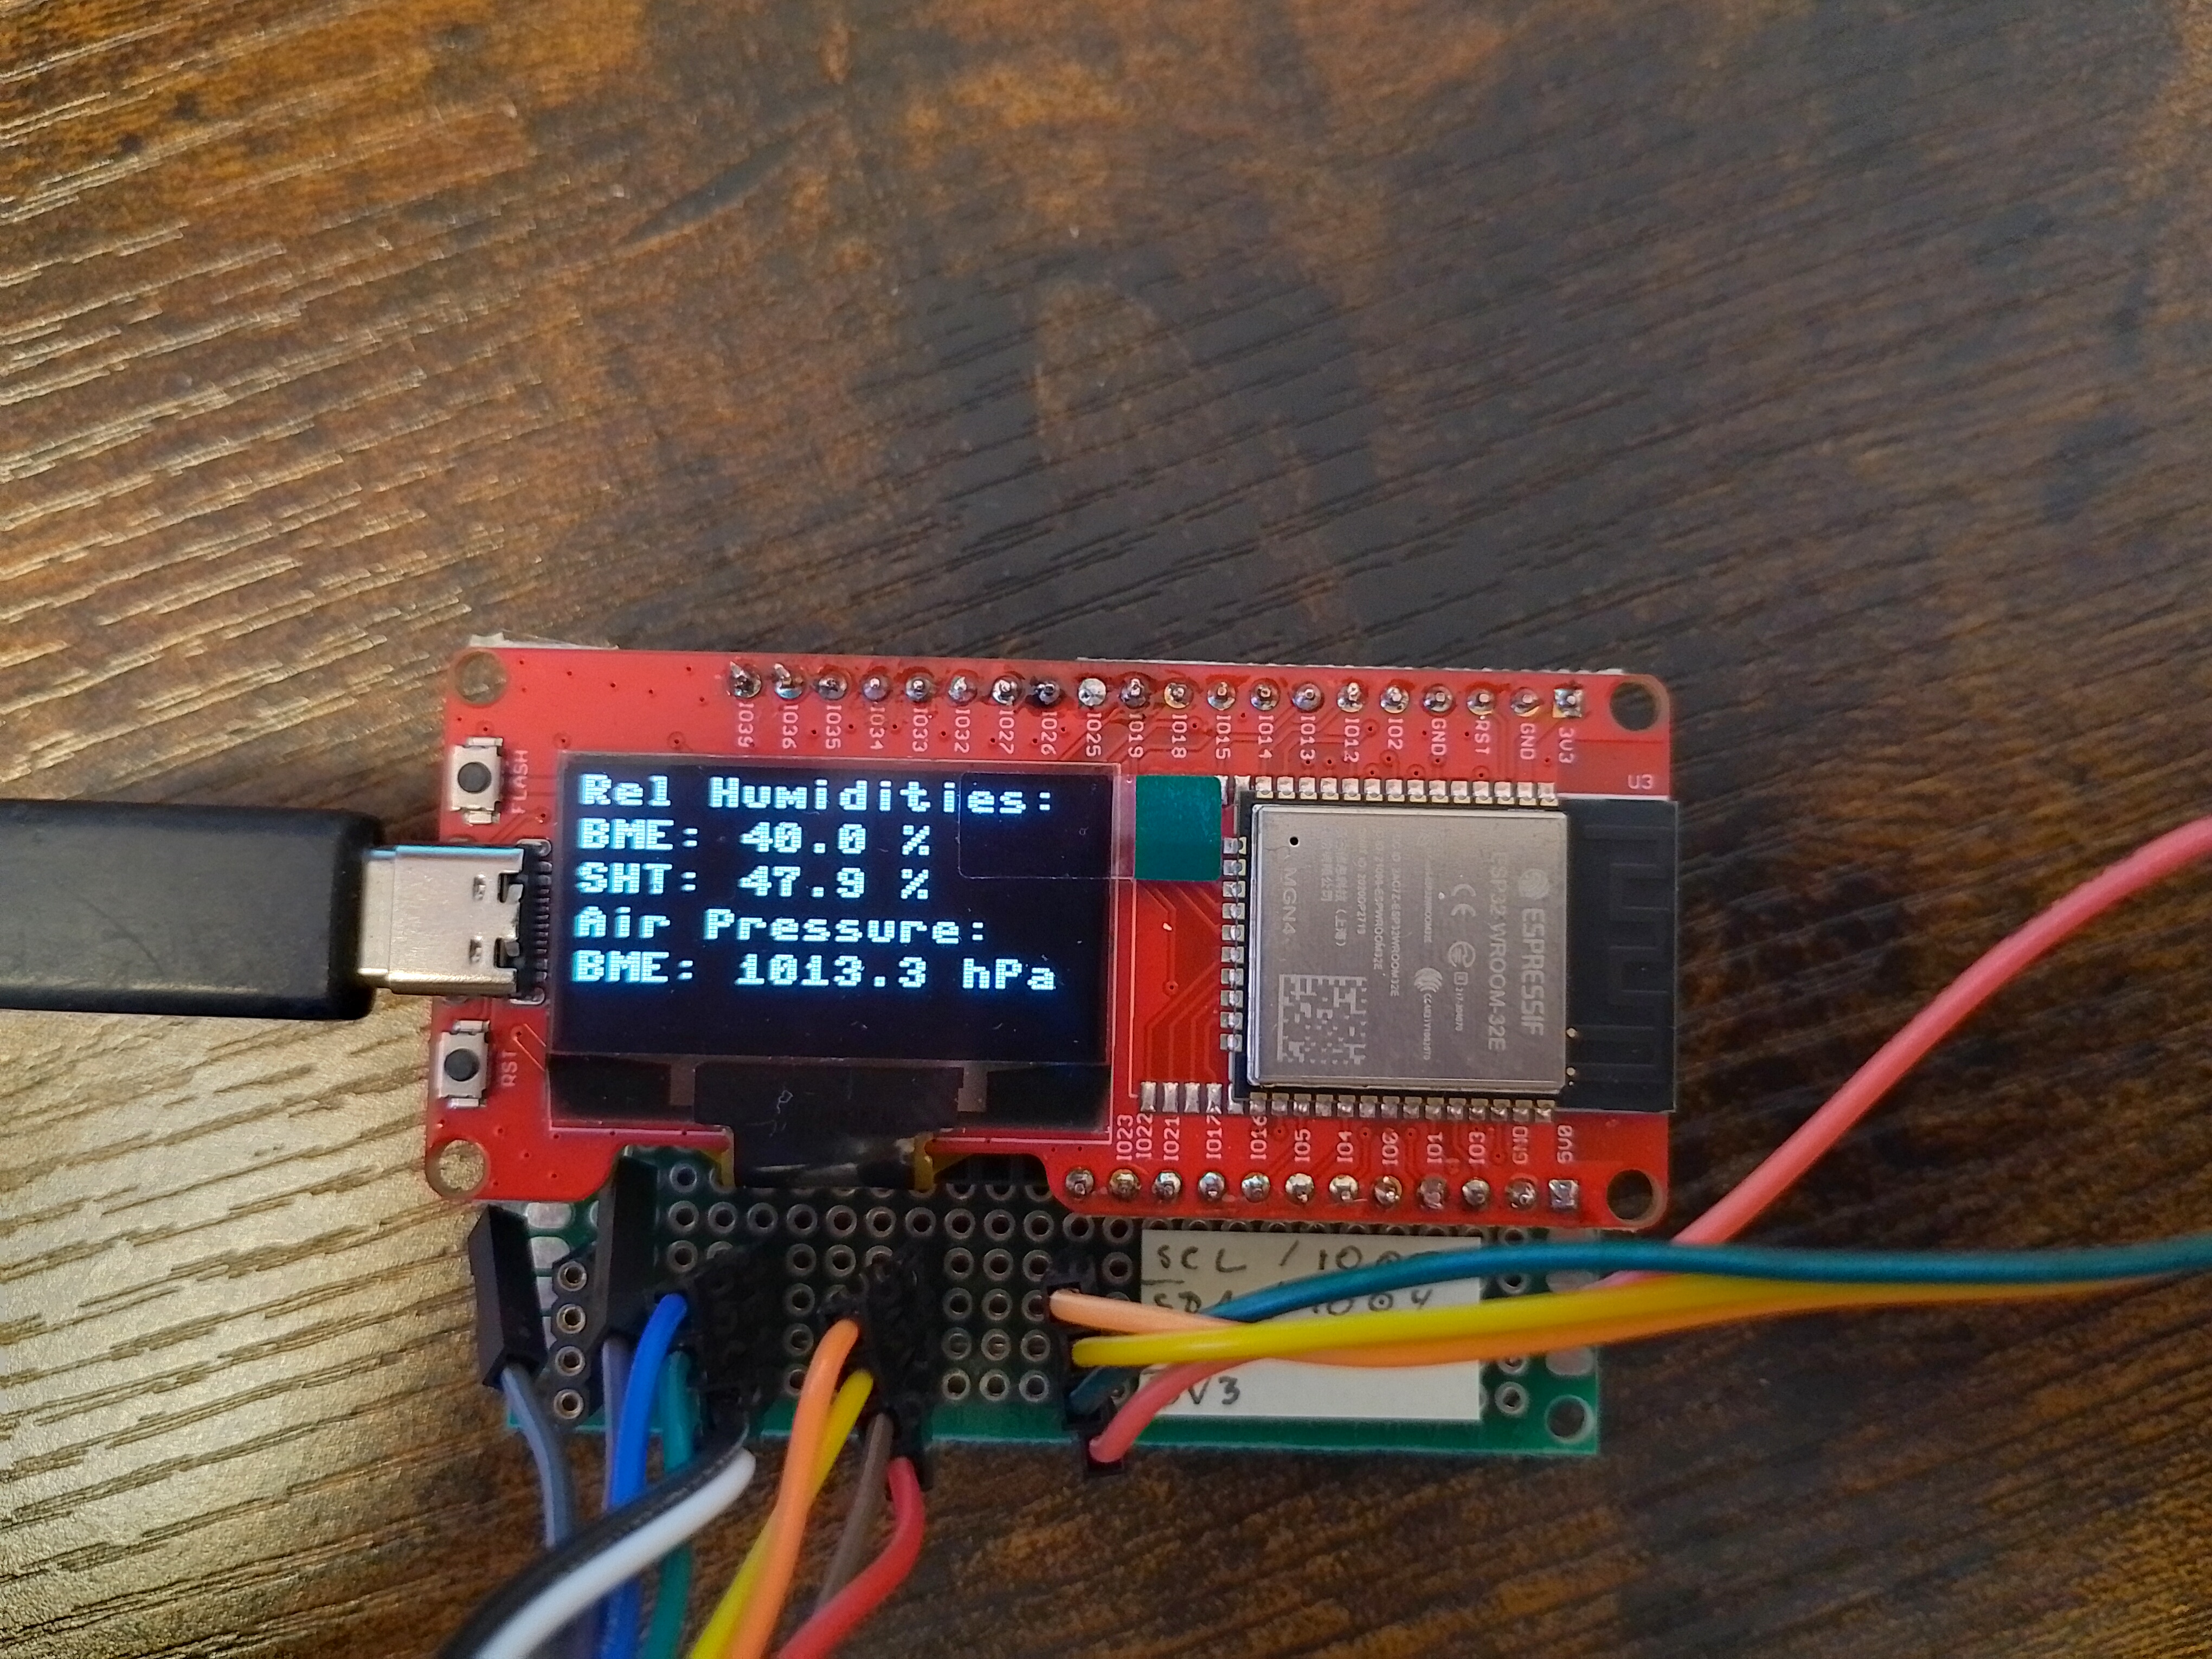 Rel Humidities:
BME: 40.0 %
SHT: 47.9 %
Air Pressure:
BME: 1013.3 hPa
IO39
IO36
IO35
IO34
IO33
IO32
IO27
IO26
IO25
IO19
IO18
IO15
IO14
IO13
IO12
IO2
GND
RST
GND
3V3
FLASH
RST
U3
ESPRESSIF
ESP32-WROOM-32E
CE
MGN4
IO23
IO22
IO21
IO17
IO16
IO5
IO4
IO0
IO1
IO3
GND
5V0
SCL /